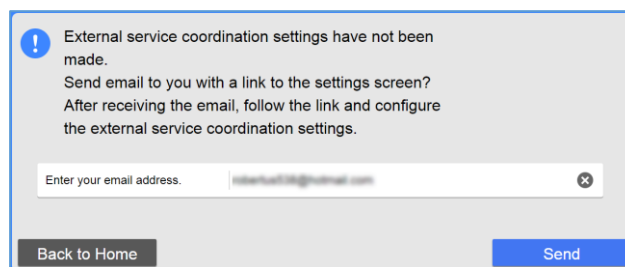 External service coordination settings have not been
made.
Send email to you with a link to the settings screen?
After receiving the email, follow the link and configure
the external service coordination settings.
Enter your email address.
Back to Home
Send